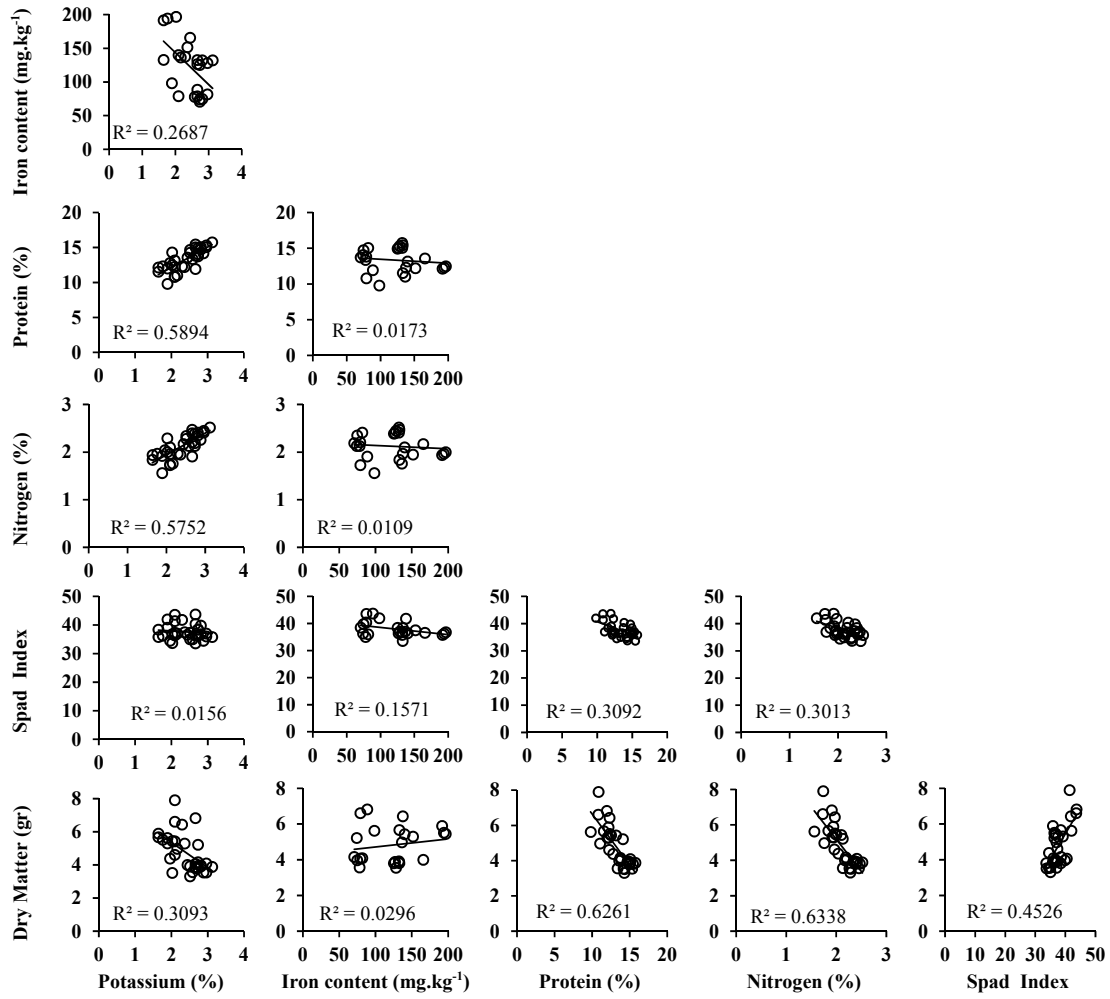 Iron content (mg.kg⁻¹)
200
150
100
50
0
R² = 0.2687
0 1 2 3 4
Protein (%)
20
15
10
5
0
R² = 0.5894
0 1 2 3 4
20
15
10
5
0
R² = 0.0173
0 50 100 150 200
Nitrogen (%)
3
2
1
0
R² = 0.5752
0 1 2 3 4
3
2
1
0
R² = 0.0109
0 50 100 150 200
Spad Index
50
40
30
20
10
0
R² = 0.0156
0 1 2 3 4
50
40
30
20
10
0
R² = 0.1571
0 50 100 150 200
50
40
30
20
10
0
R² = 0.3092
0 5 10 15 20
50
40
30
20
10
0
R² = 0.3013
0 1 2 3
Dry Matter (gr)
8
6
4
2
0
R² = 0.3093
0 1 2 3 4
Potassium (%)
8
6
4
2
0
R² = 0.0296
0 50 100 150 200
Iron content (mg.kg⁻¹)
8
6
4
2
0
R² = 0.6261
0 5 10 15 20
Protein (%)
8
6
4
2
0
R² = 0.6338
0 1 2 3
Nitrogen (%)
8
6
4
2
0
R² = 0.4526
0 10 20 30 40 50
Spad Index